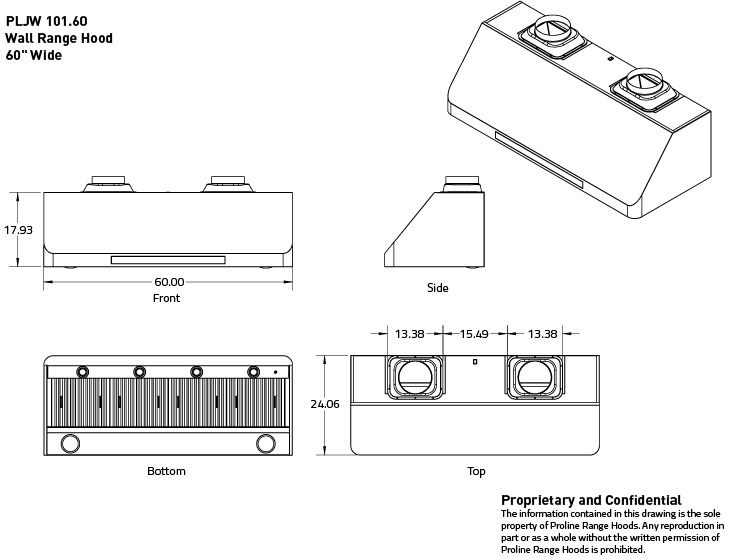 PLJW 101.60
Wall Range Hood
60" Wide
17.93
60.00
Front
Side
13.38
15.49
13.38
24.06
Bottom
Top
Proprietary and Confidential
The information contained in this drawing is the sole
property of Proline Range Hoods. Any reproduction in
part or as a whole without the written permission of
Proline Range Hoods is prohibited.